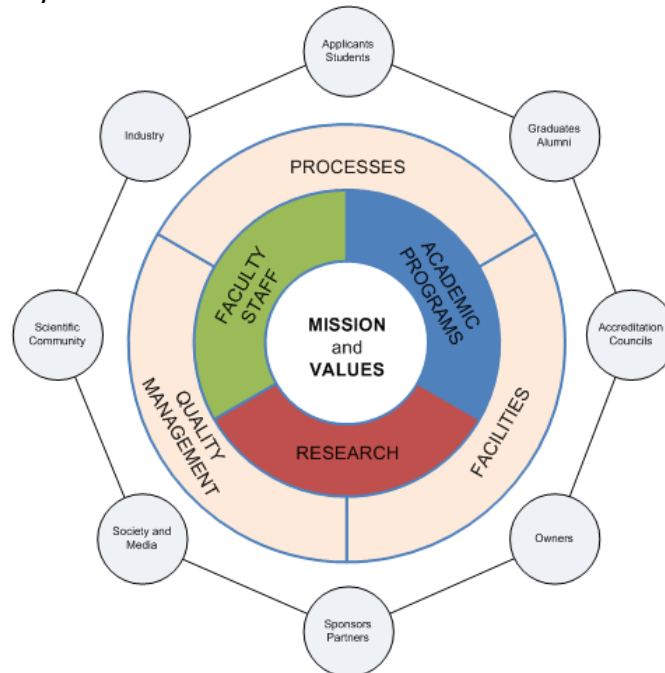 Applicants
Students
Industry
Graduates
Alumni
PROCESSES
FACULTY
STAFF
ACADEMIC
PROGRAMS
MISSION
and
VALUES
Scientific
Community
Accreditation
Councils
QUALITY
MANAGEMENT
RESEARCH
FACILITIES
Society and
Media
Owners
Sponsors
Partners